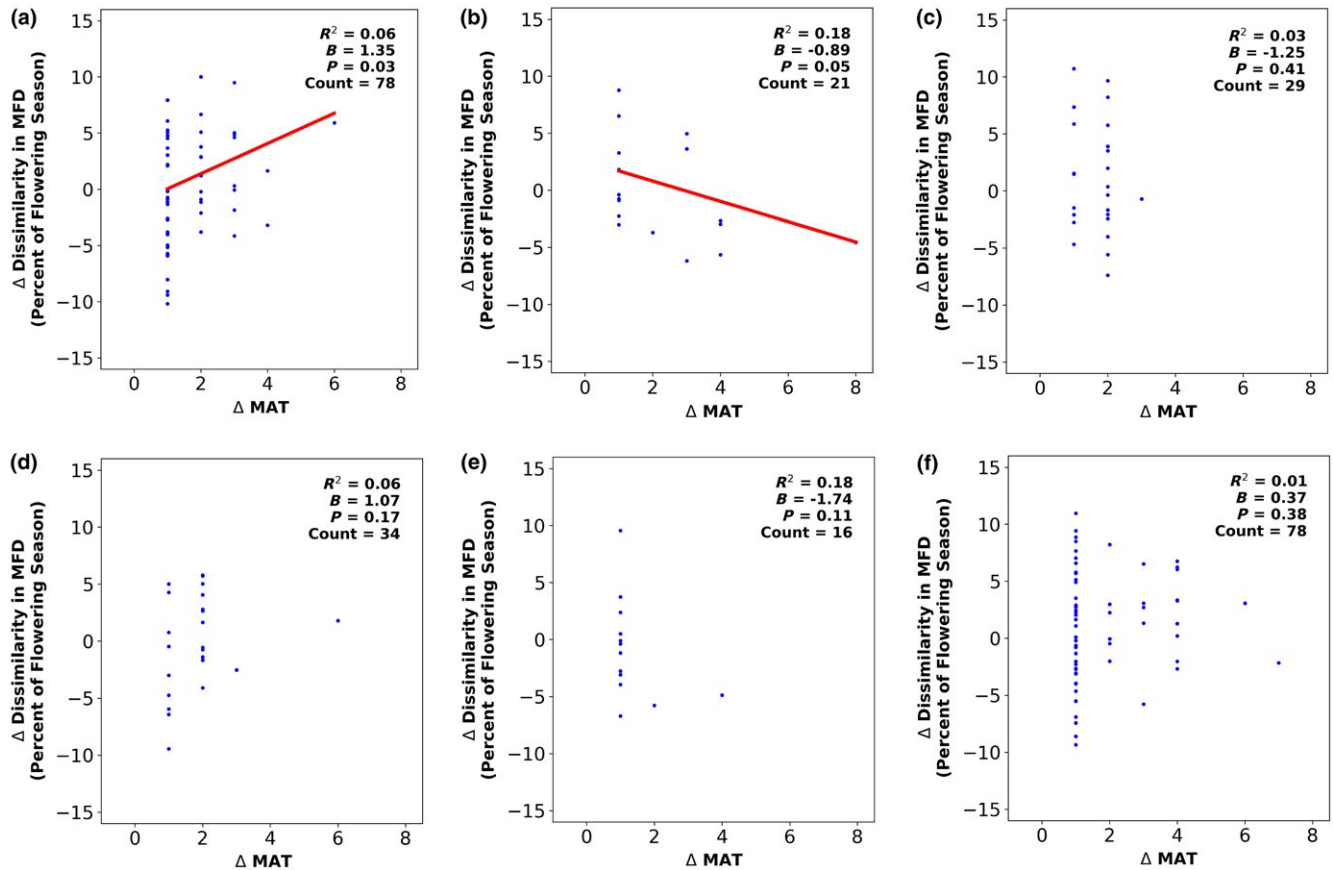 (a)
R² = 0.06
B = 1.35
P = 0.03
Count = 78
Δ Dissimilarity in MFD
(Percent of Flowering Season)
15
10
5
0
−5
−10
−15
0 2 4 6 8
Δ MAT
(b)
R² = 0.18
B = -0.89
P = 0.05
Count = 21
Δ Dissimilarity in MFD
(Percent of Flowering Season)
15
10
5
0
−5
−10
−15
0 2 4 6 8
Δ MAT
(c)
R² = 0.03
B = -1.25
P = 0.41
Count = 29
Δ Dissimilarity in MFD
(Percent of Flowering Season)
15
10
5
0
−5
−10
−15
0 2 4 6 8
Δ MAT
(d)
R² = 0.06
B = 1.07
P = 0.17
Count = 34
Δ Dissimilarity in MFD
(Percent of Flowering Season)
15
10
5
0
−5
−10
−15
0 2 4 6 8
Δ MAT
(e)
R² = 0.18
B = -1.74
P = 0.11
Count = 16
Δ Dissimilarity in MFD
(Percent of Flowering Season)
15
10
5
0
−5
−10
−15
0 2 4 6 8
Δ MAT
(f)
R² = 0.01
B = 0.37
P = 0.38
Count = 78
Δ Dissimilarity in MFD
(Percent of Flowering Season)
15
10
5
0
−5
−10
−15
0 2 4 6 8
Δ MAT